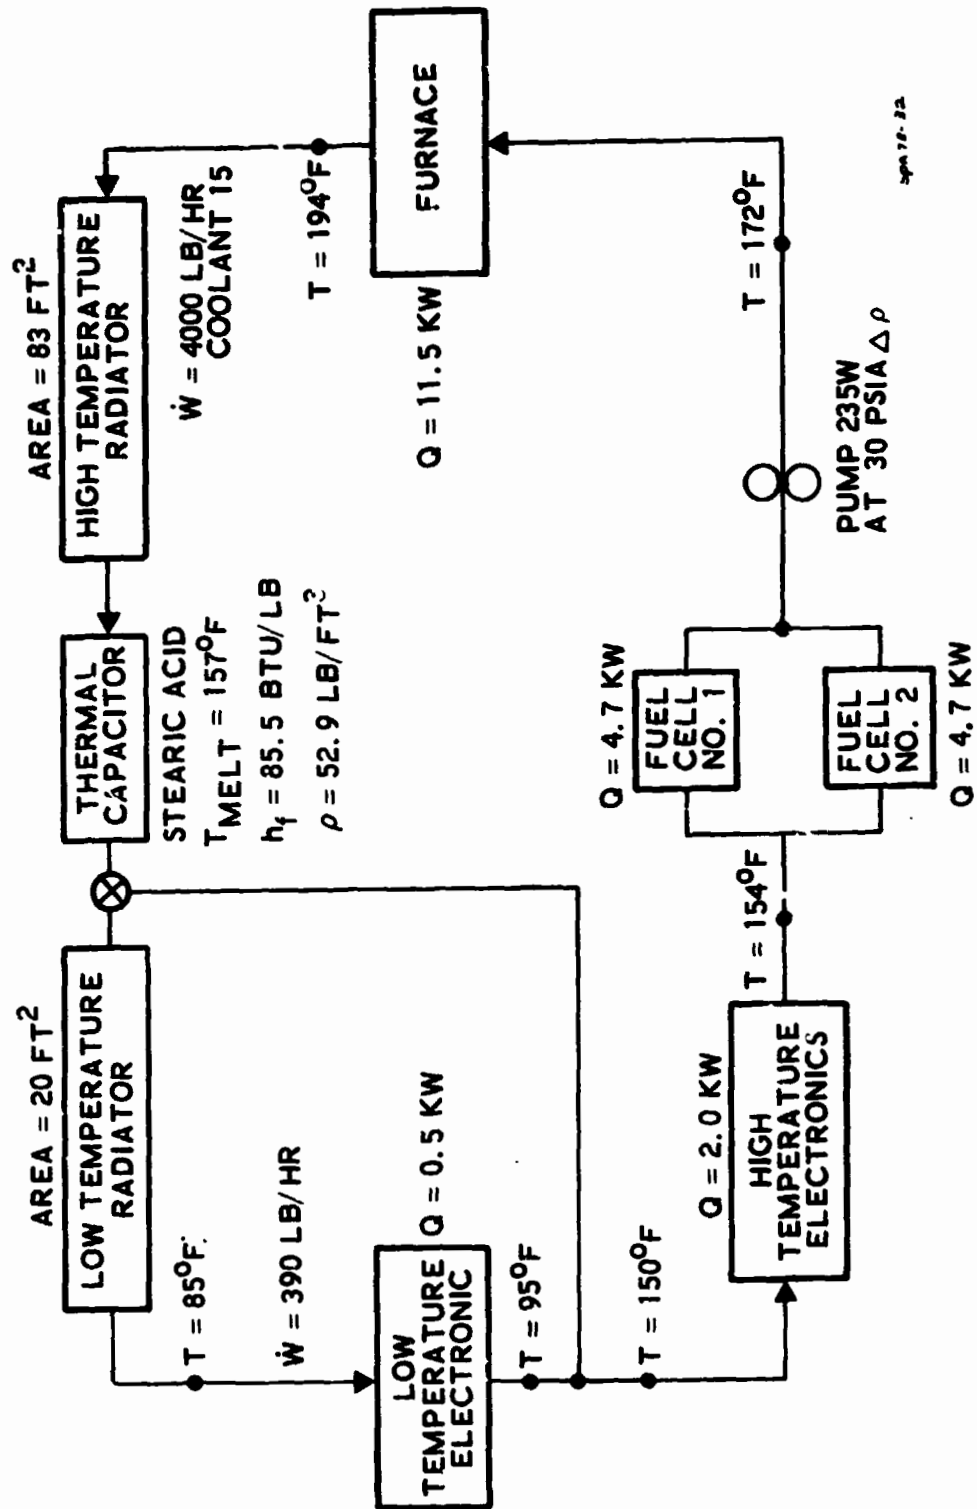 AREA = 20 FT²
LOW TEMPERATURE
RADIATOR
T = 85°F.
Ẇ = 390 LB/HR
LOW
TEMPERATURE
ELECTRONIC
Q = 0.5 KW
T = 95°F
T = 150°F
THERMAL
CAPACITOR
STEARIC ACID
T MELT = 157°F
hf = 85.5 BTU/LB
ρ = 52.9 LB/FT³
AREA = 83 FT²
HIGH TEMPERATURE
RADIATOR
Ẇ = 4000 LB/HR
COOLANT 15
T = 194°F
FURNACE
Q = 11.5 KW
Q = 2.0 KW
HIGH
TEMPERATURE
ELECTRONICS
T = 154°F
Q = 4.7 KW
FUEL
CELL
NO. 1
FUEL
CELL
NO. 2
Q = 4.7 KW
PUMP 235W
AT 30 PSIA Δρ
T = 172°F